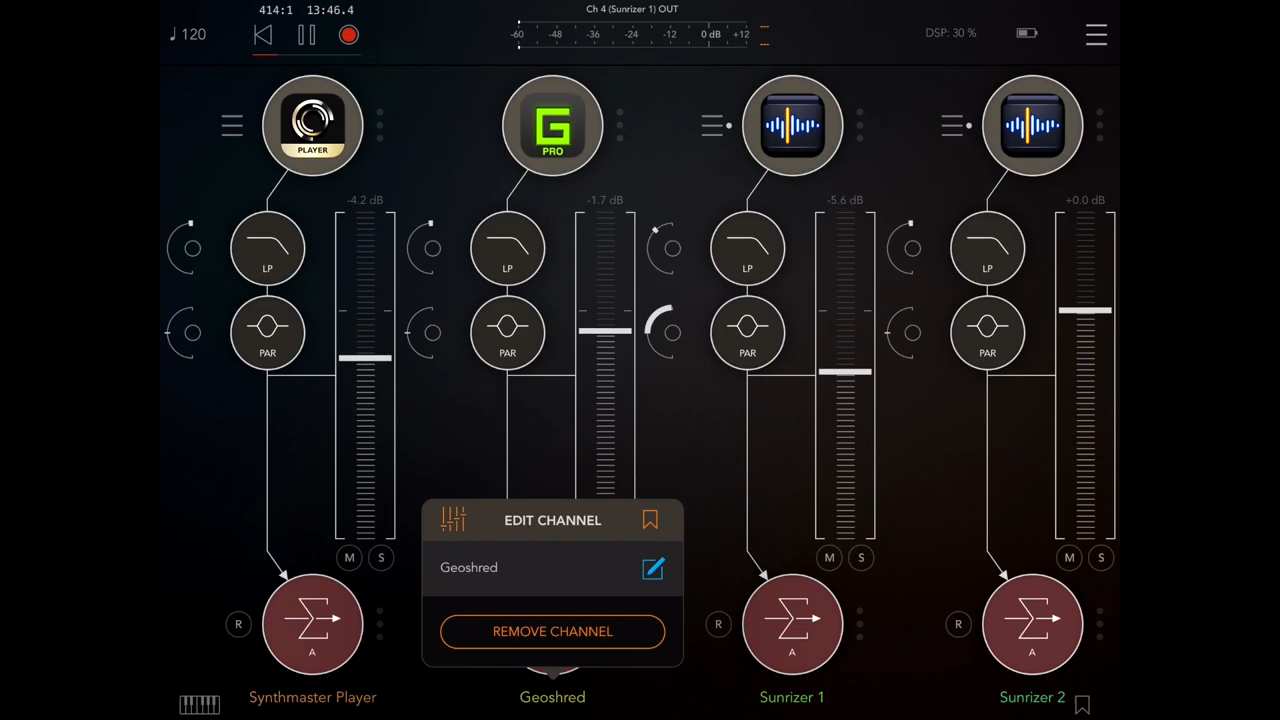 414:1 13:46.4
Ch 4 (Sunrizer 1) OUT
120
-60 -48 -36 -24 -12 0 dB +12
DSP: 30 %
PLAYER
G
PRO
-4.2 dB
-1.7 dB
-5.6 dB
+0.0 dB
LP
LP
LP
LP
PAR
PAR
PAR
PAR
EDIT CHANNEL
Geoshred
REMOVE CHANNEL
M S
M S
M S
R
R
R
A
A
A
Synthmaster Player
Geoshred
Sunrizer 1
Sunrizer 2